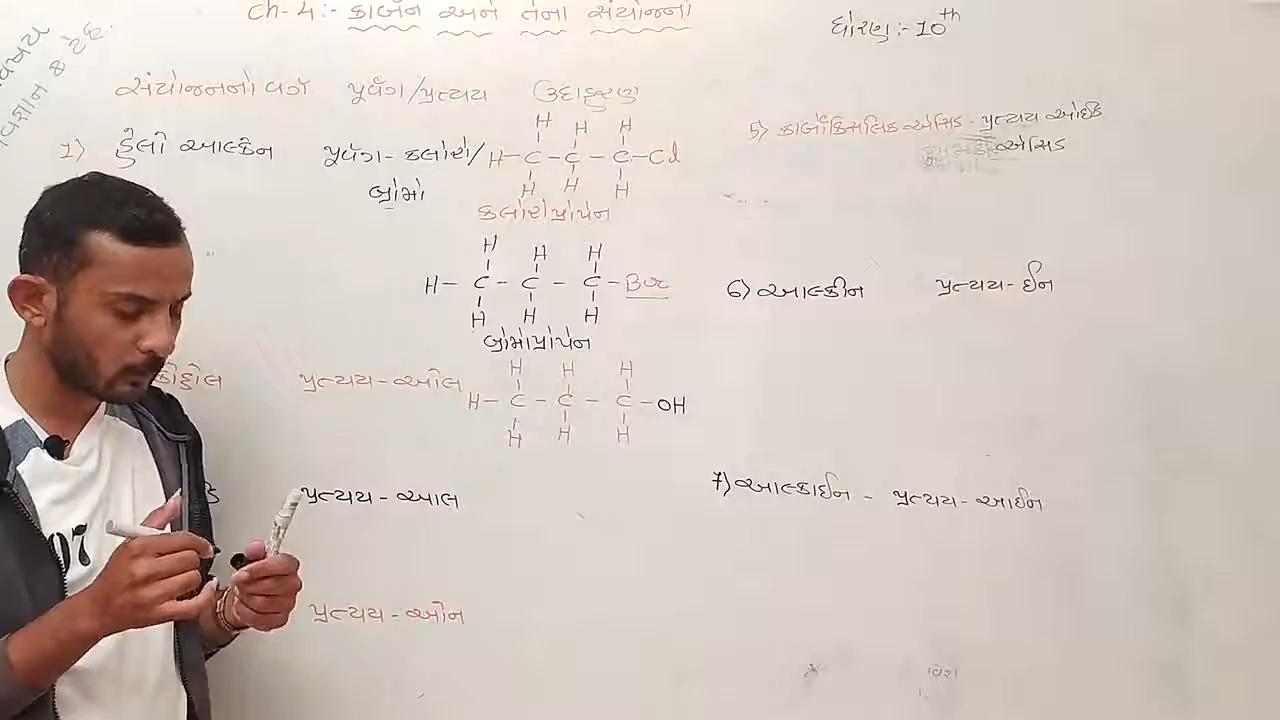 Ch-4:- કાર્બન અને તેના સંયોજનો
ધોરણ:- 10th
વિજ્ઞાન & ટેક.
સંયોજનનો વર્ગ પૂર્વગ/પ્રત્યય ઉદાહરણ
1) હેલો આલ્કેન પૂર્વગ- ક્લોરો/
બ્રોમો
H H H
H-C-C-C-Cl
H H H
ક્લોરોપ્રોપેન
H H H
H-C-C-C-Br
H H H
બ્રોમોપ્રોપેન
કોહોલ પ્રત્યય-ઓલ
H H H
H-C-C-C-OH
H H H
પ્રત્યય-આલ
પ્રત્યય-ઓન
07
5) કાર્બોક્સિલિક એસિડ-પ્રત્યય ઓઈક
એસિડ
6) આલ્કીન પ્રત્યય-ઈન
7) આલ્કાઈન - પ્રત્યય-આઈન